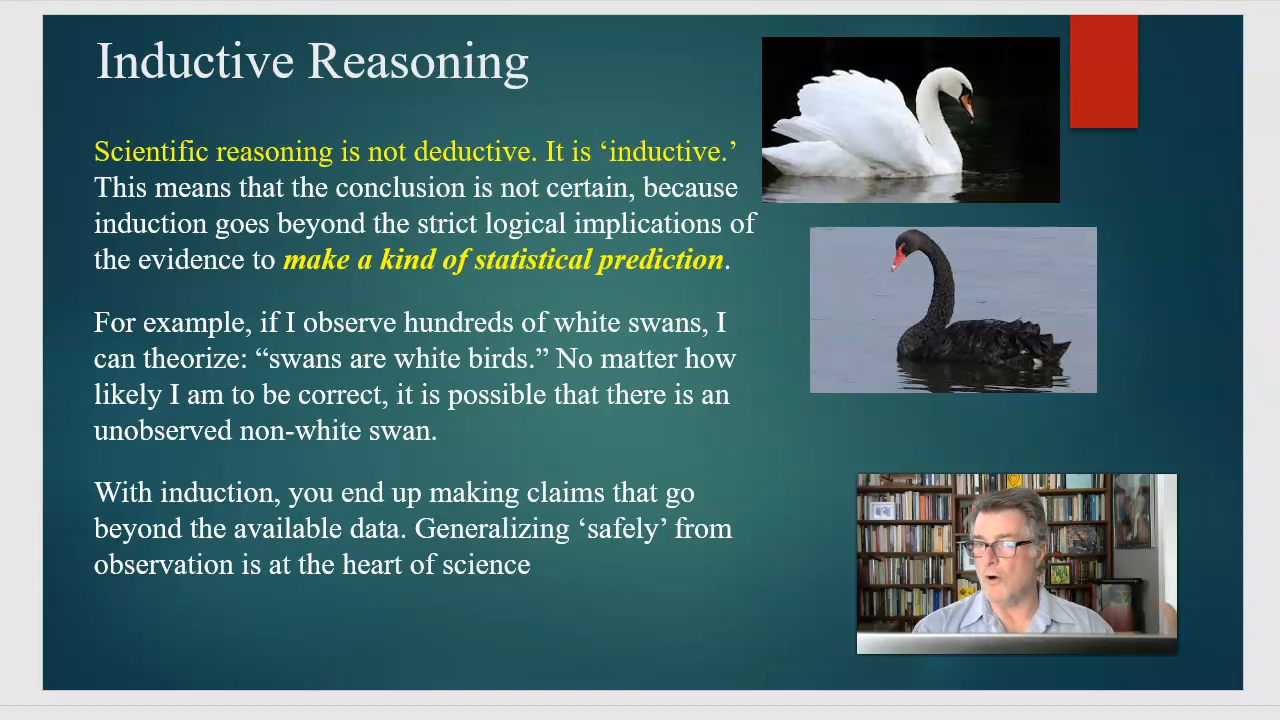 Inductive Reasoning
Scientific reasoning is not deductive. It is ‘inductive.’
This means that the conclusion is not certain, because
induction goes beyond the strict logical implications of
the evidence to make a kind of statistical prediction.
For example, if I observe hundreds of white swans, I
can theorize: “swans are white birds.” No matter how
likely I am to be correct, it is possible that there is an
unobserved non-white swan.
With induction, you end up making claims that go
beyond the available data. Generalizing ‘safely’ from
observation is at the heart of science